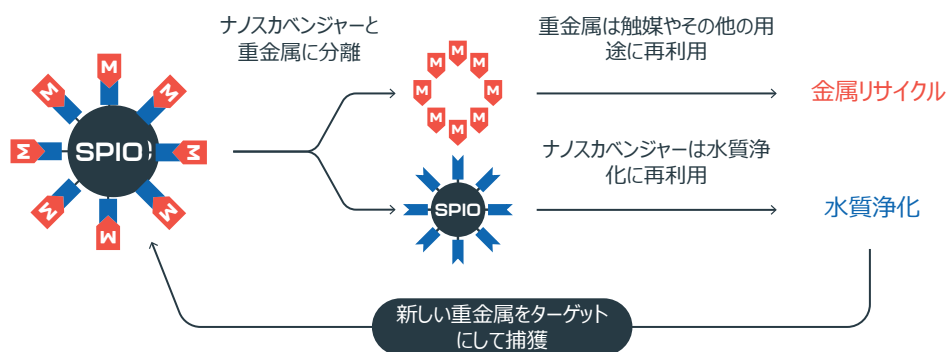 ナノスカベンジャーと
重金属に分離
重金属は触媒やその他の用
途に再利用
M
M
M
M
M
M
M
M
SPIO
M
M
M
M
M
M
M
M
金属リサイクル
ナノスカベンジャーは水質浄
化に再利用
SPIO
水質浄化
新しい重金属をターゲット
にして捕獲